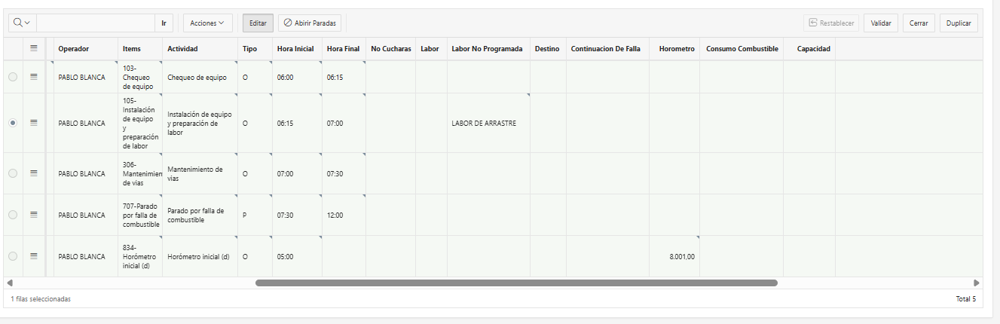 Ir Acciones Editar Abirir Paradas Restablecer Validar Cerrar Duplicar
Operador Items Actividad Tipo Hora Inicial Hora Final No Cucharas Labor Labor No Programada Destino Continuacion De Falla Horometro Consumo Combustible Capacidad
PABLO BLANCA
103-
Chequeo
de equipo
Chequeo de equipo
O
06:00
06:15
PABLO BLANCA
105-
Instalación
de equipo
y
preparación
de labor
Instalación de equipo
y preparación de
labor
O
06:15
07:00
LABOR DE ARRASTRE
PABLO BLANCA
306-
Mantenimien
de vias
Mantenimiento de
vias
O
07:00
07:30
PABLO BLANCA
707-Parado
por falla de
combustible
Parado por falla de
combustible
P
07:30
12:00
PABLO BLANCA
834-
Horómetro
inicial (d)
Horómetro inicial (d)
O
05:00
8.001,00
1 filas seleccionadas
Total 5